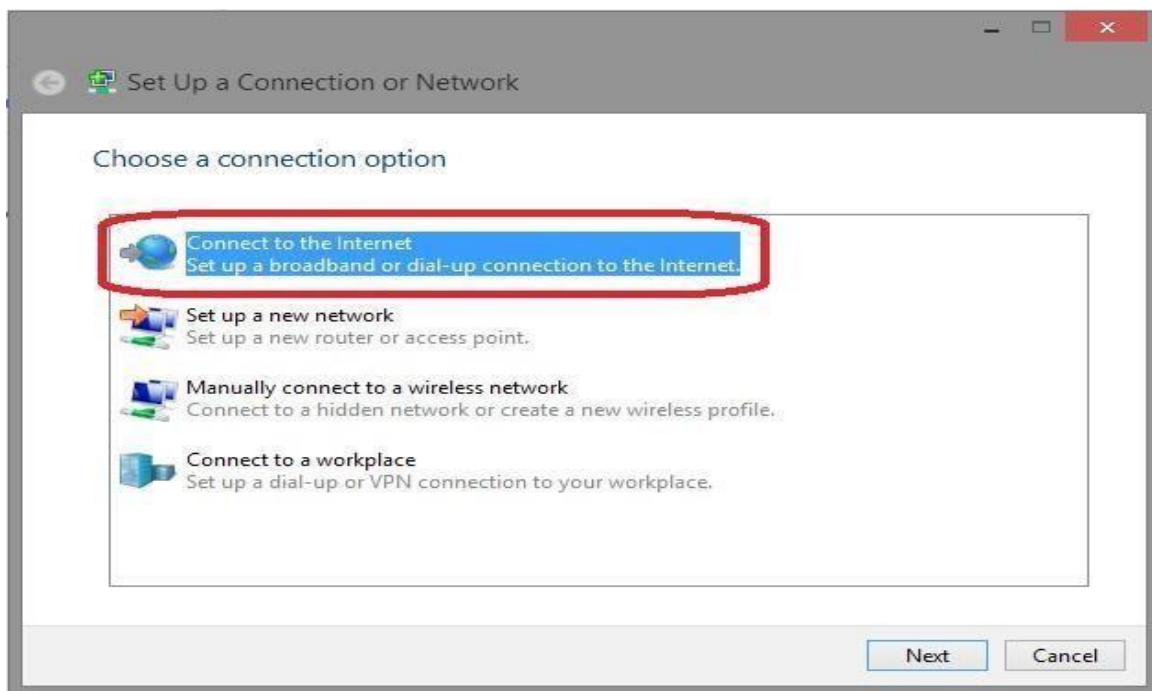 Set Up a Connection or Network
Choose a connection option
Connect to the Internet
Set up a broadband or dial-up connection to the Internet.
Set up a new network
Set up a new router or access point.
Manually connect to a wireless network
Connect to a hidden network or create a new wireless profile.
Connect to a workplace
Set up a dial-up or VPN connection to your workplace.
Next Cancel